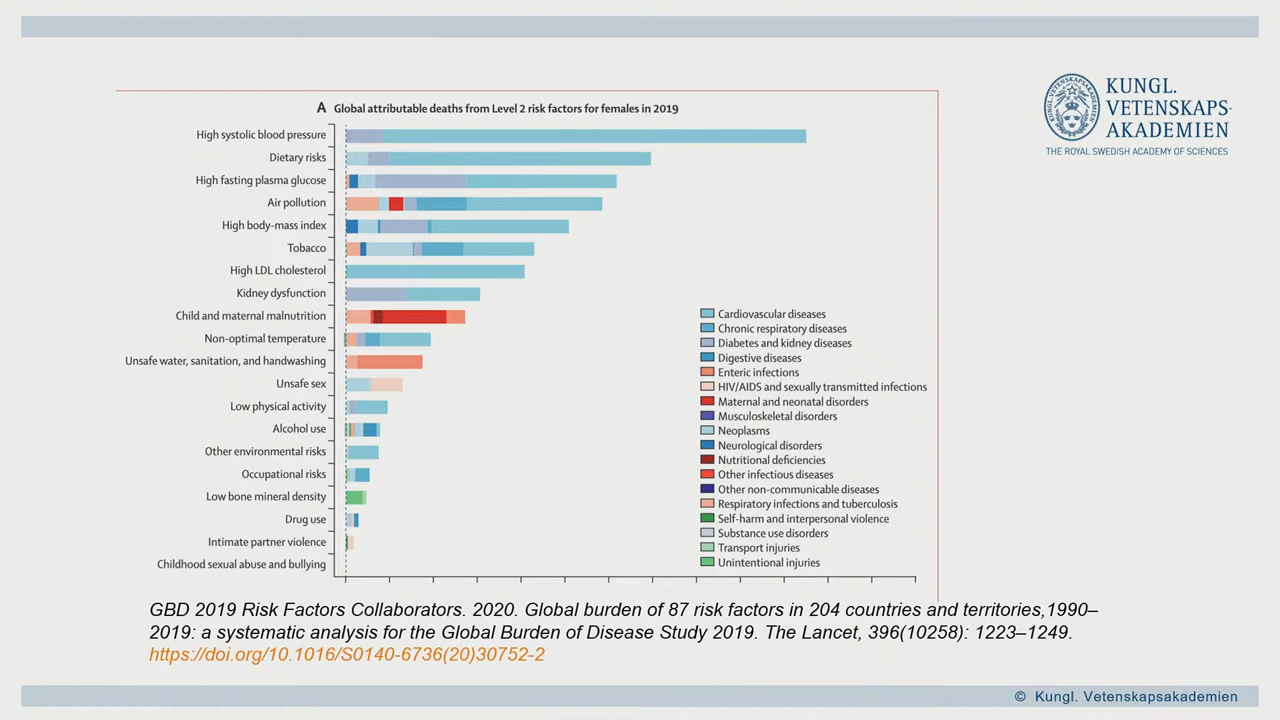 KUNGL.
VETENSKAPS-
AKADEMIEN
THE ROYAL SWEDISH ACADEMY OF SCIENCES
A Global attributable deaths from Level 2 risk factors for females in 2019
High systolic blood pressure
Dietary risks
High fasting plasma glucose
Air pollution
High body-mass index
Tobacco
High LDL cholesterol
Kidney dysfunction
Child and maternal malnutrition
Non-optimal temperature
Unsafe water, sanitation, and handwashing
Unsafe sex
Low physical activity
Alcohol use
Other environmental risks
Occupational risks
Low bone mineral density
Drug use
Intimate partner violence
Childhood sexual abuse and bullying
Cardiovascular diseases
Chronic respiratory diseases
Diabetes and kidney diseases
Digestive diseases
Enteric infections
HIV/AIDS and sexually transmitted infections
Maternal and neonatal disorders
Musculoskeletal disorders
Neoplasms
Neurological disorders
Nutritional deficiencies
Other infectious diseases
Other non-communicable diseases
Respiratory infections and tuberculosis
Self-harm and interpersonal violence
Substance use disorders
Transport injuries
Unintentional injuries
GBD 2019 Risk Factors Collaborators. 2020. Global burden of 87 risk factors in 204 countries and territories,1990–
2019: a systematic analysis for the Global Burden of Disease Study 2019. The Lancet, 396(10258): 1223–1249.
https://doi.org/10.1016/S0140-6736(20)30752-2
© Kungl. Vetenskapsakademien